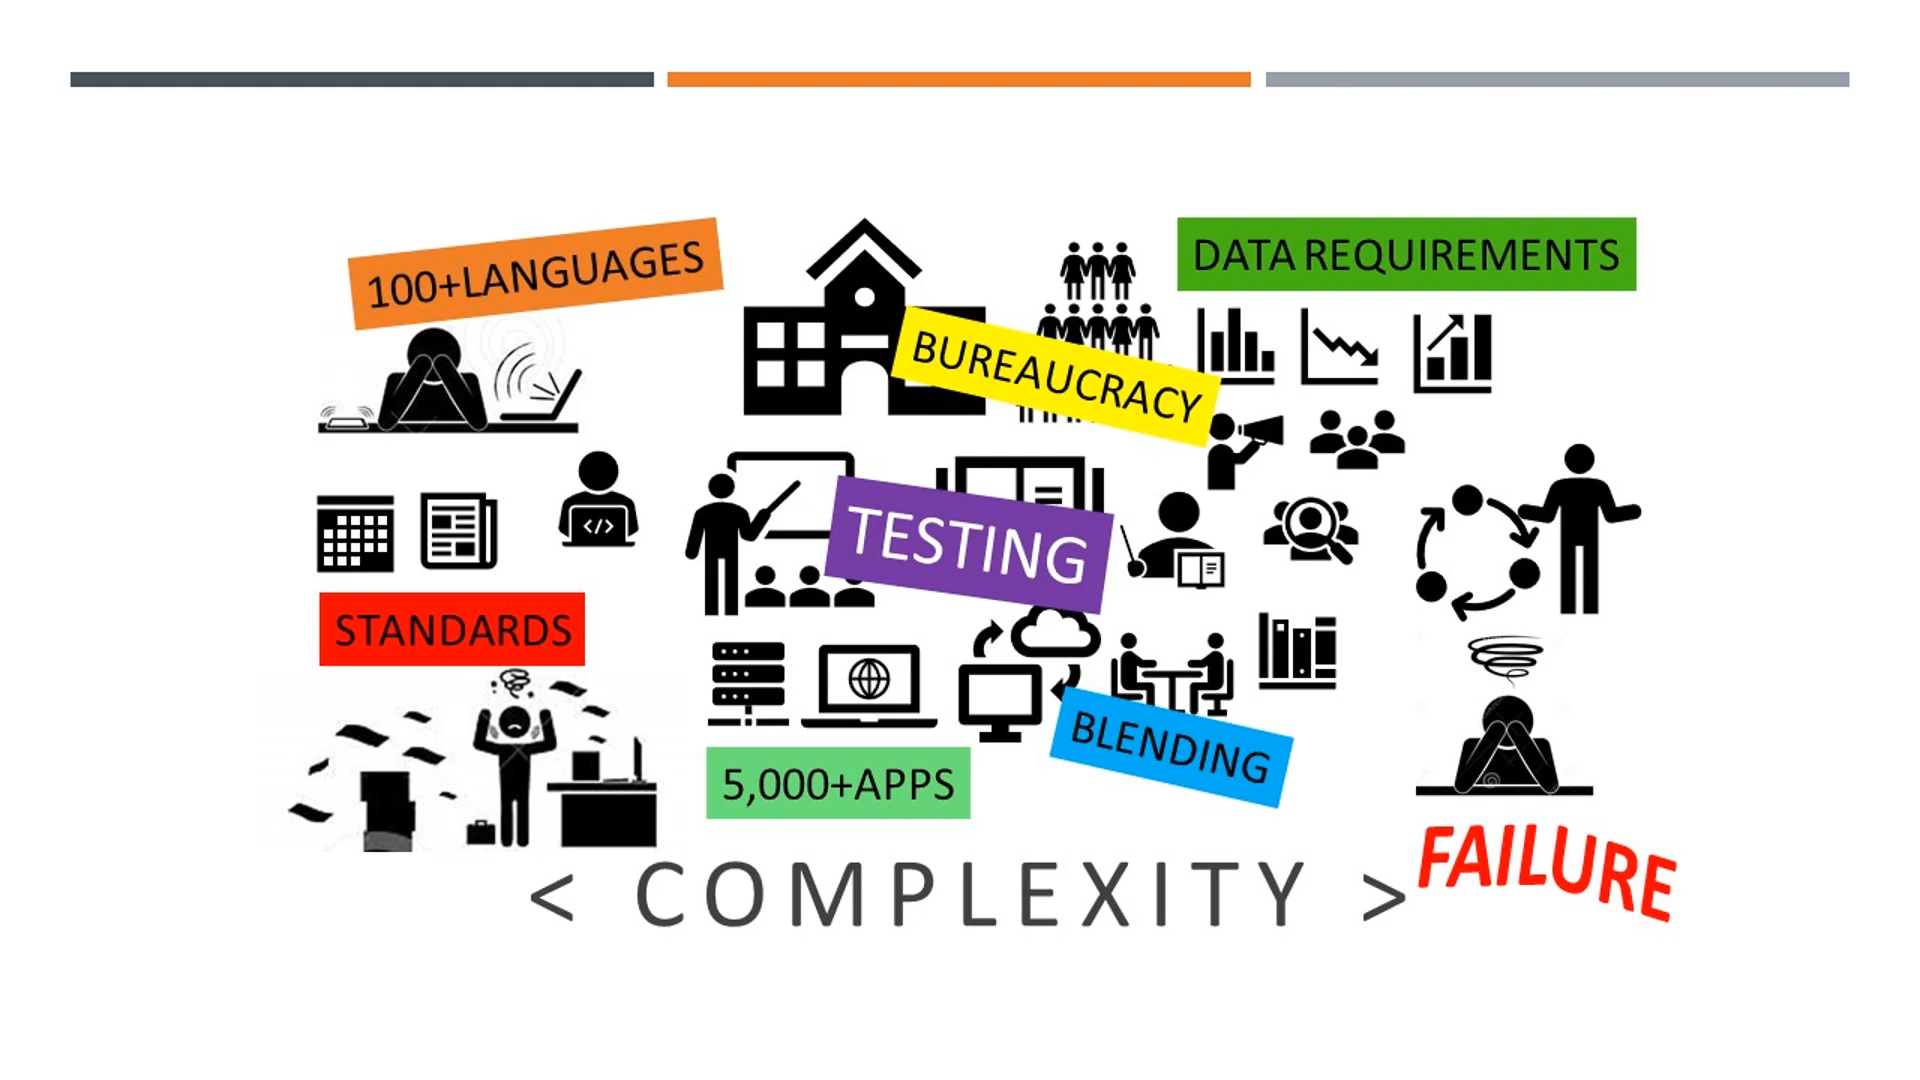 100+LANGUAGES
DATA REQUIREMENTS
BUREAUCRACY
</>
TESTING
STANDARDS
BLENDING
5,000+APPS
< COMPLEXITY >
FAILURE